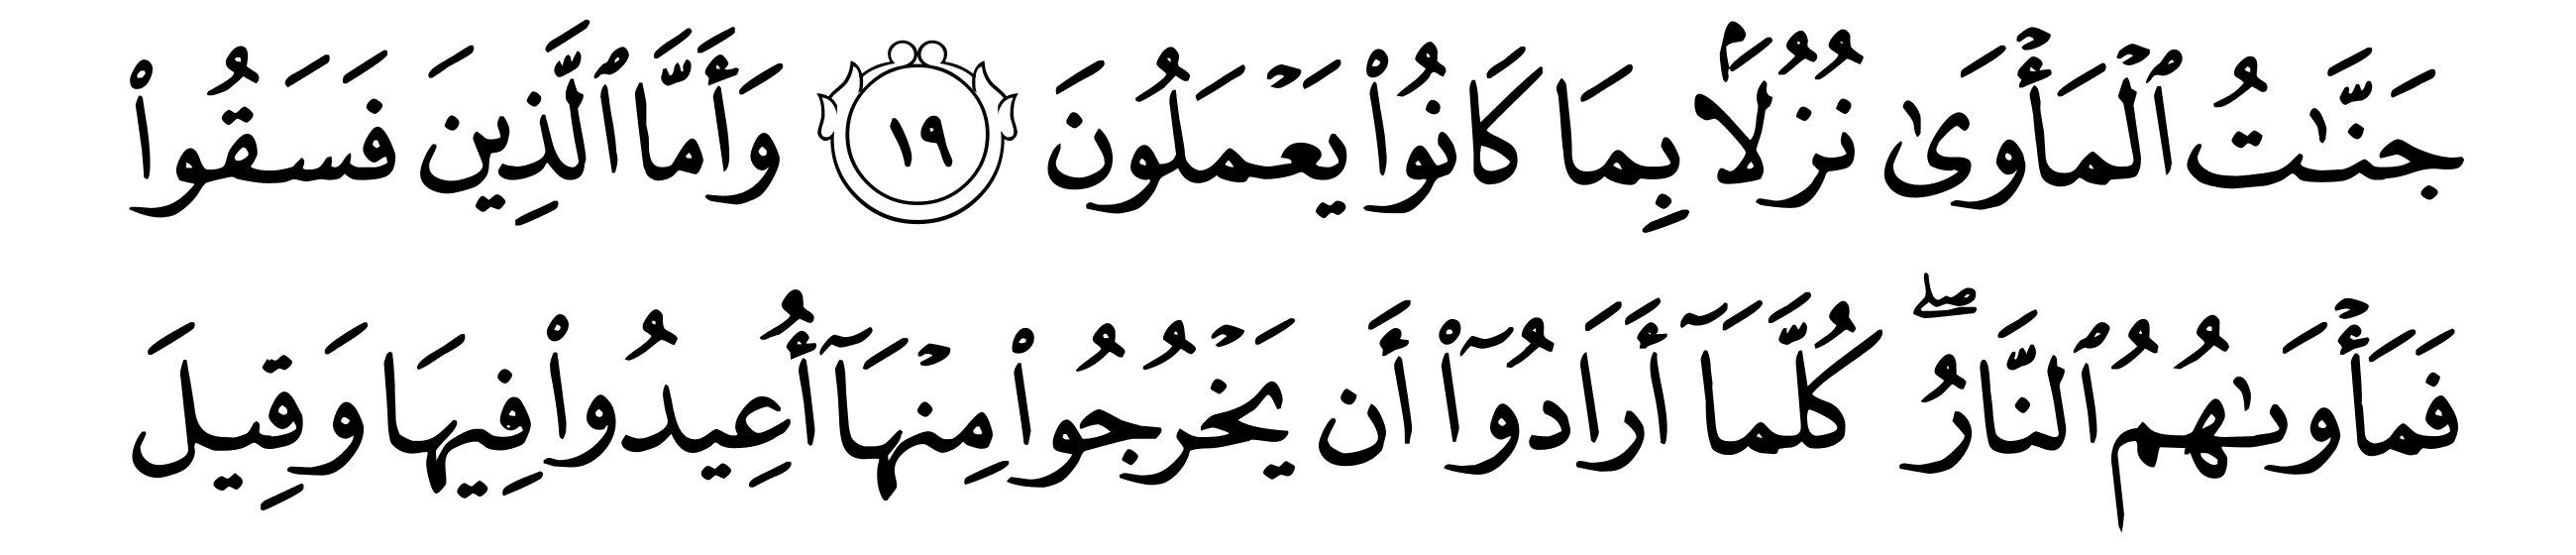 جَنَّٰتُ ٱلۡمَأۡوَىٰ نُزُلَۢا بِمَا كَانُواْ يَعۡمَلُونَ ١٩ وَأَمَّا ٱلَّذِينَ فَسَقُواْ
فَمَأۡوَىٰهُمُ ٱلنَّارُۖ كُلَّمَآ أَرَادُوٓاْ أَن يَخۡرُجُواْ مِنۡهَآ أُعِيدُواْ فِيهَا وَقِيلَ